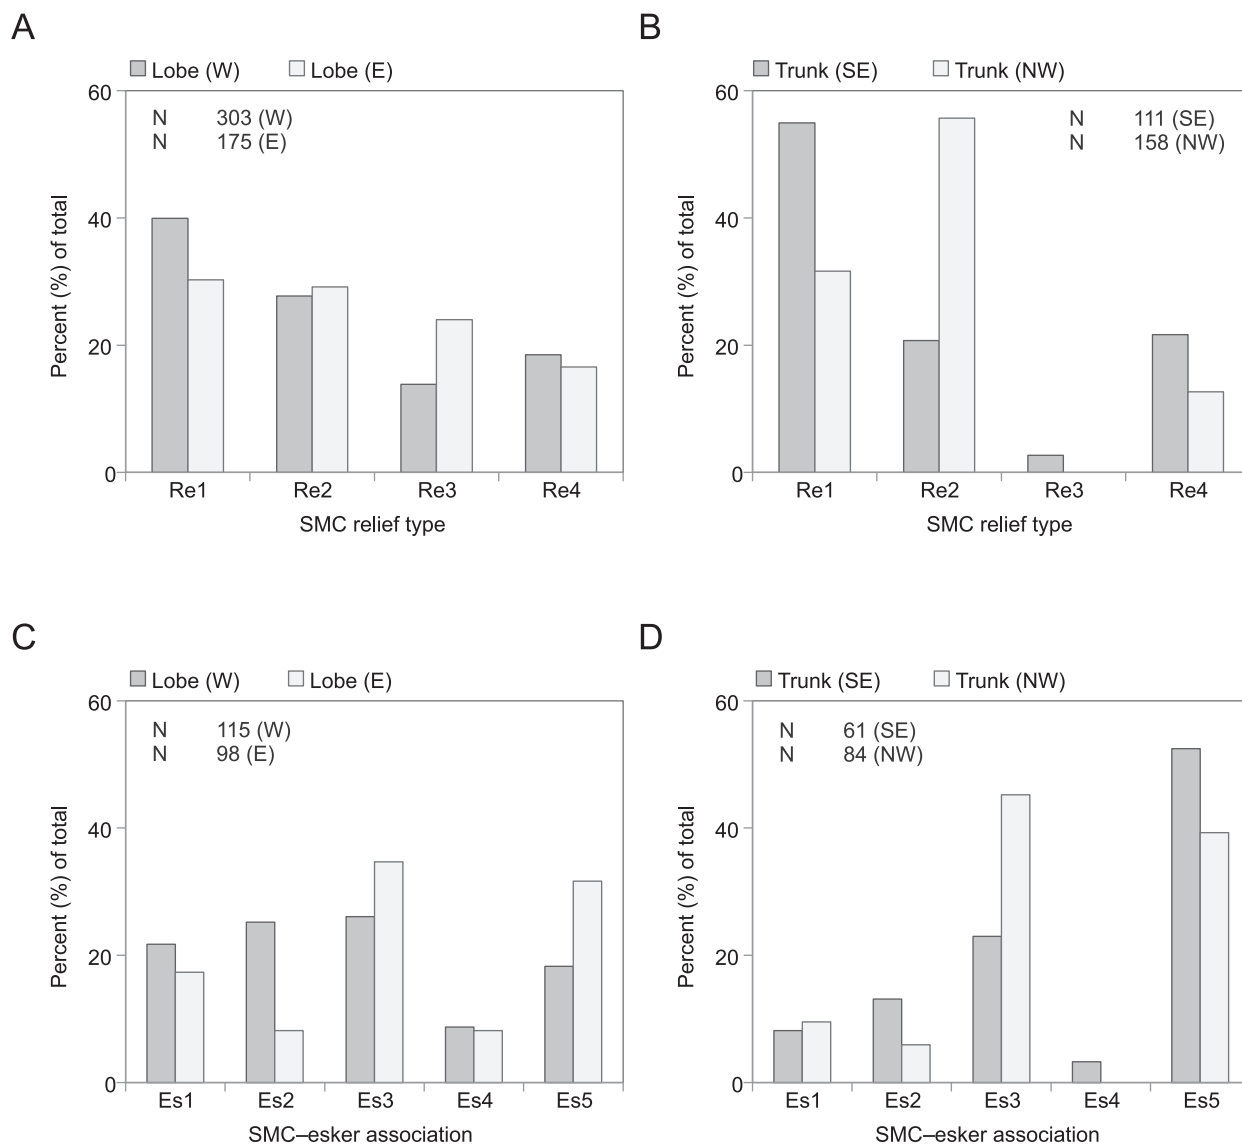 A
Lobe (W) Lobe (E)
60
N 303 (W)
N 175 (E)
40
20
0
Percent (%) of total
Re1 Re2 Re3 Re4
SMC relief type
B
Trunk (SE) Trunk (NW)
60
N 111 (SE)
N 158 (NW)
40
20
0
Percent (%) of total
Re1 Re2 Re3 Re4
SMC relief type
C
Lobe (W) Lobe (E)
60
N 115 (W)
N 98 (E)
40
20
0
Percent (%) of total
Es1 Es2 Es3 Es4 Es5
SMC–esker association
D
Trunk (SE) Trunk (NW)
60
N 61 (SE)
N 84 (NW)
40
20
0
Percent (%) of total
Es1 Es2 Es3 Es4 Es5
SMC–esker association